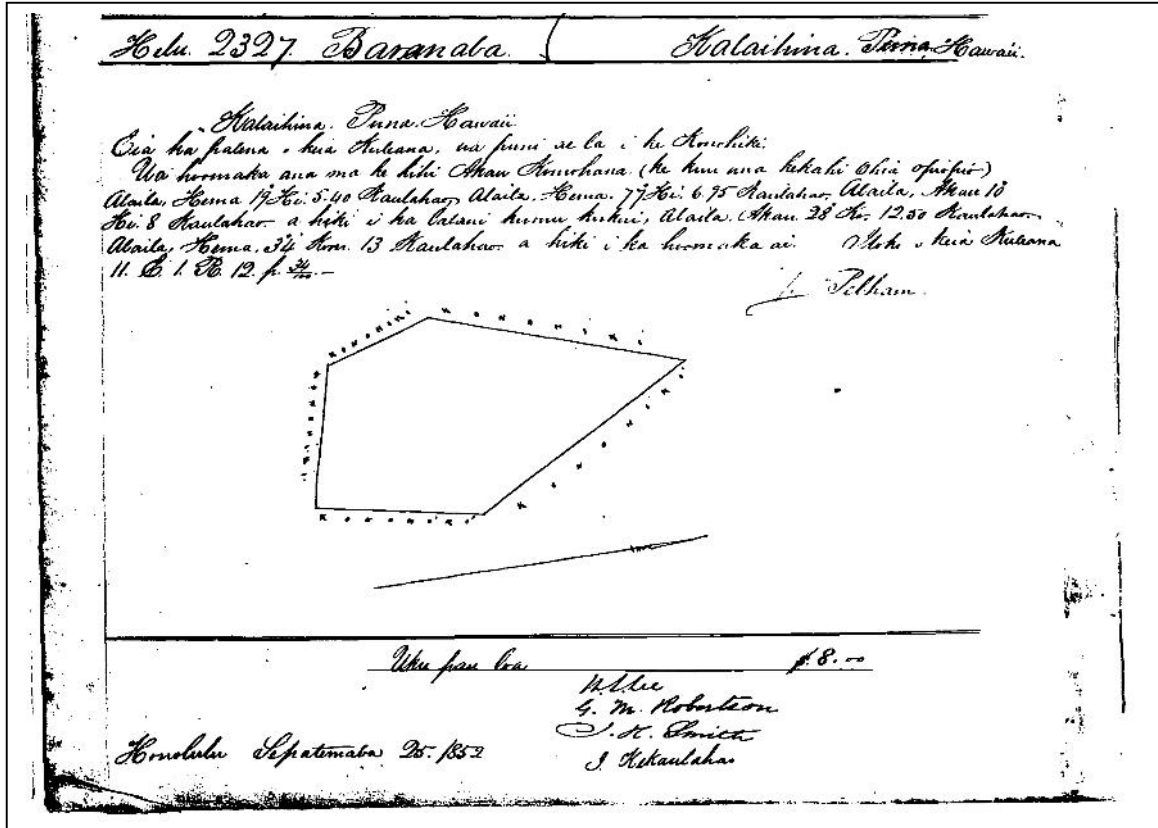 Helu. 2327. Baranaba. Kalaihina. Puna. Hawaii.
Kalaihina. Puna. Hawaii
Eia ka palena o keia Kuleana, ua puni ae la i ke Konohiki.
Ua hoomaka ana ma ke kihi Akau Komohana (ke kumu ana kekahi Ohia opiopio)
Alaila, Hema 19° Hi. 5.40 Kaulahao, Alaila. Hema. 77° Hi. 6.95 Kaulahao, Alaila, Akau 10°
Hi. 8 Kaulahao a hiki i ka lalani kumu kukui, Alaila. Akau. 28° Ko. 12.50 Kaulahao
Alaila, Hema. 34° Kom. 13 Kaulahao a hiki i ka hoomaka ai. Iloko o keia Kuleana
11. E. 1. R. 12. p. 34/100. —
J. Pelham.
Konohiki
Konohiki
Konohiki
Konohiki
Konohiki
Uku pau loa $8.00
W. L. Lee
G. M. Robertson
J. H. Smith
Honolulu Sepatemaba 25. 1852
J. Kekaulahao